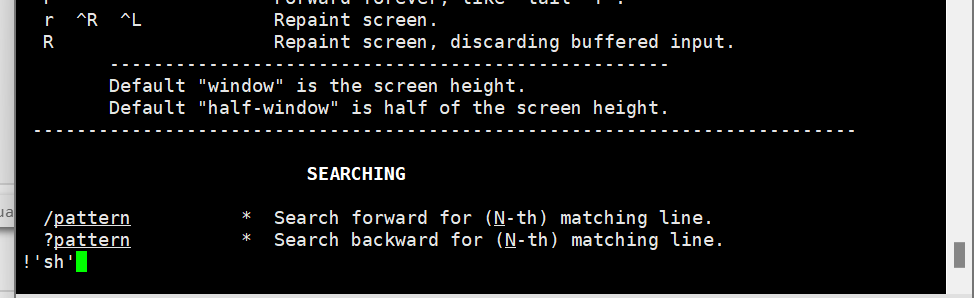 r  ^R  ^L            Repaint screen.
R                    Repaint screen, discarding buffered input.
---------------------------------------------------
Default "window" is the screen height.
Default "half-window" is half of the screen height.
---------------------------------------------------------------------------
SEARCHING
/pattern          *  Search forward for (N-th) matching line.
?pattern          *  Search backward for (N-th) matching line.
!'sh'